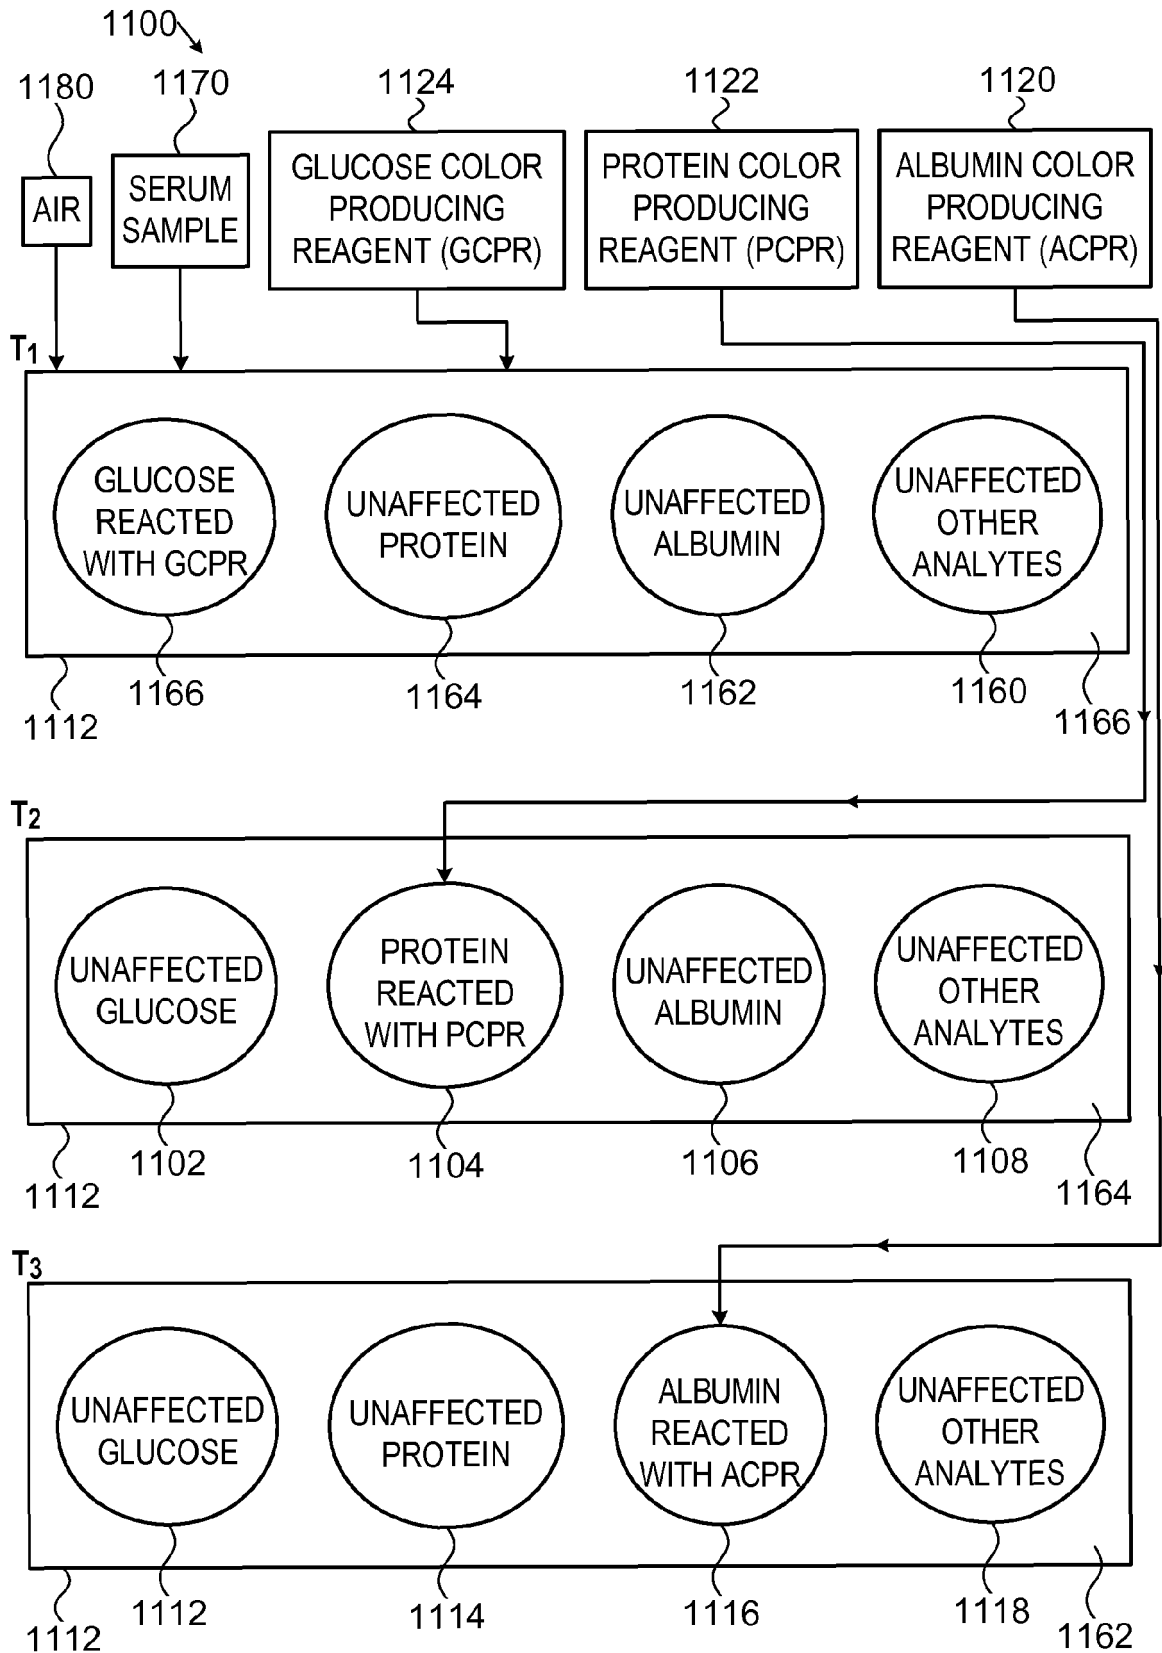 1100
1180
1170
1124
1122
1120
AIR
SERUM
SAMPLE
GLUCOSE COLOR
PRODUCING
REAGENT (GCPR)
PROTEIN COLOR
PRODUCING
REAGENT (PCPR)
ALBUMIN COLOR
PRODUCING
REAGENT (ACPR)
T1
GLUCOSE
REACTED
WITH GCPR
UNAFFECTED
PROTEIN
UNAFFECTED
ALBUMIN
UNAFFECTED
OTHER
ANALYTES
1112
1166
1164
1162
1160
1166
T2
UNAFFECTED
GLUCOSE
PROTEIN
REACTED
WITH PCPR
UNAFFECTED
ALBUMIN
UNAFFECTED
OTHER
ANALYTES
1112
1102
1104
1106
1108
1164
T3
UNAFFECTED
GLUCOSE
UNAFFECTED
PROTEIN
ALBUMIN
REACTED
WITH ACPR
UNAFFECTED
OTHER
ANALYTES
1112
1112
1114
1116
1118
1162